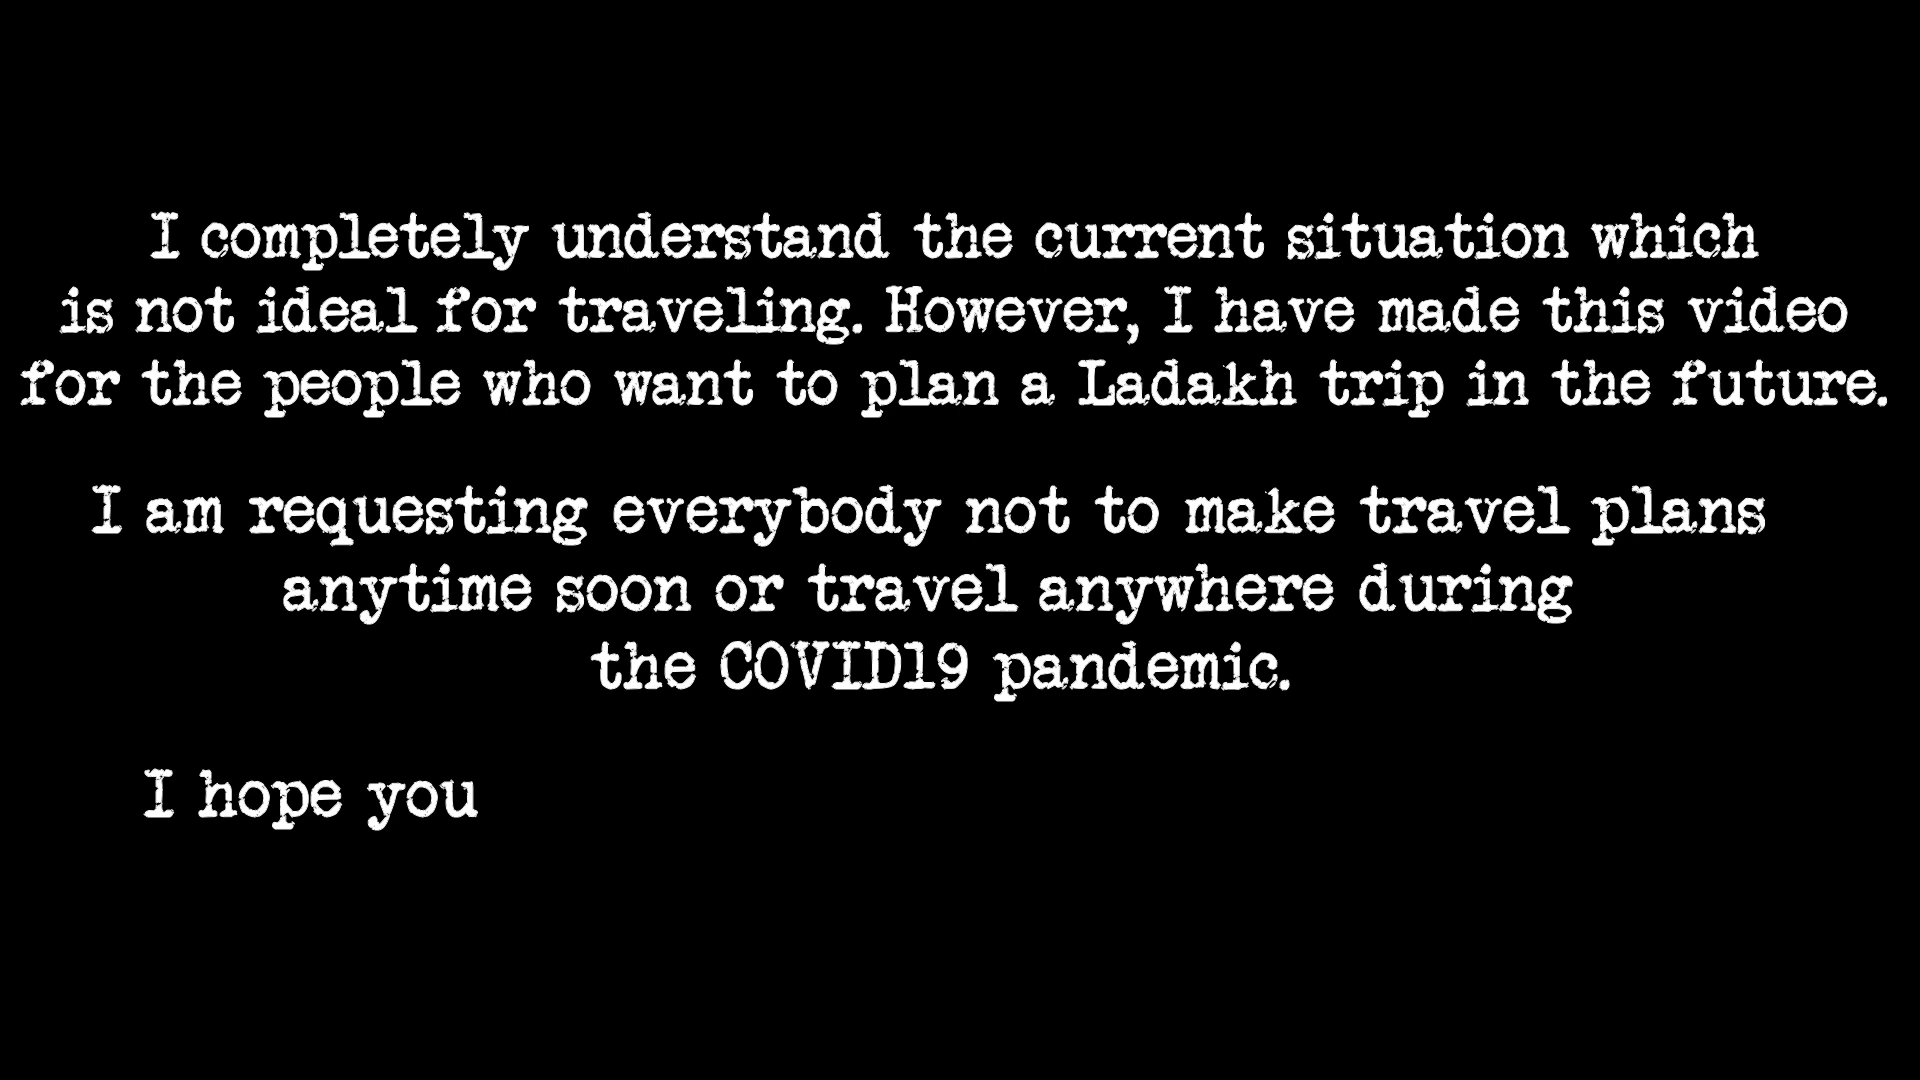 I completely understand the current situation which
is not ideal for traveling. However, I have made this video
for the people who want to plan a Ladakh trip in the future.
I am requesting everybody not to make travel plans
anytime soon or travel anywhere during
the COVID19 pandemic.
I hope you